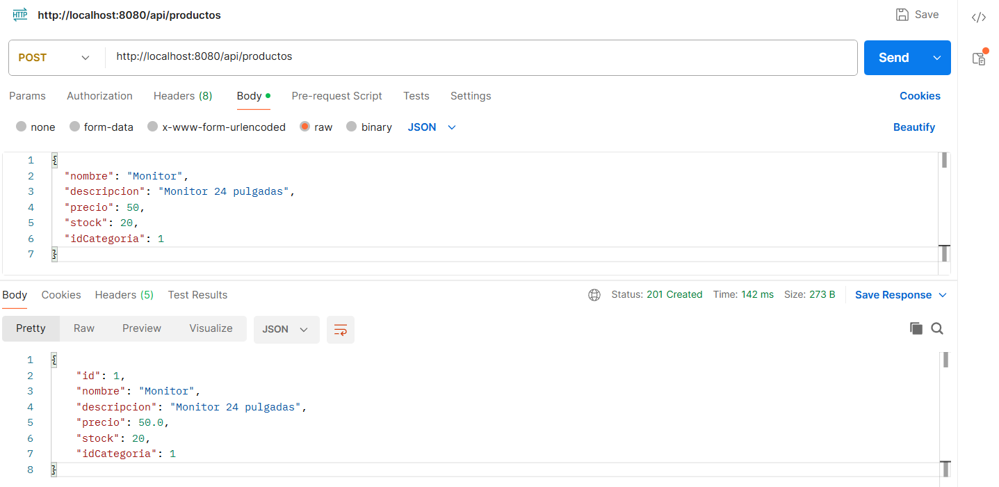 HTTP http://localhost:8080/api/productos Save
POST http://localhost:8080/api/productos Send
Params Authorization Headers (8) Body Pre-request Script Tests Settings Cookies
none form-data x-www-form-urlencoded raw binary JSON Beautify
1 {
2 "nombre": "Monitor",
3 "descripcion": "Monitor 24 pulgadas",
4 "precio": 50,
5 "stock": 20,
6 "idCategoria": 1
7 }
Body Cookies Headers (5) Test Results Status: 201 Created Time: 142 ms Size: 273 B Save Response
Pretty Raw Preview Visualize JSON
1 {
2 "id": 1,
3 "nombre": "Monitor",
4 "descripcion": "Monitor 24 pulgadas",
5 "precio": 50.0,
6 "stock": 20,
7 "idCategoria": 1
8 }